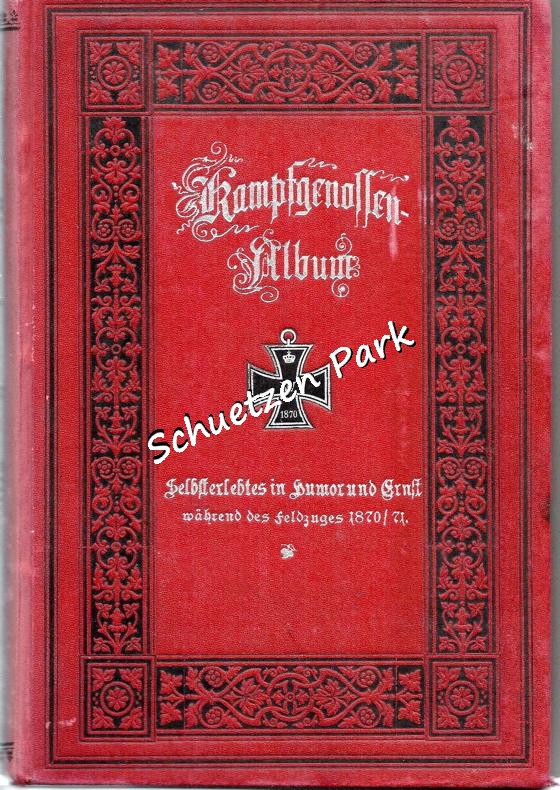 Kampfgenossen-
Album
1870
Schuetzen Park
Selbsterlebtes in Humor und Ernst
während des Feldzuges 1870/71.